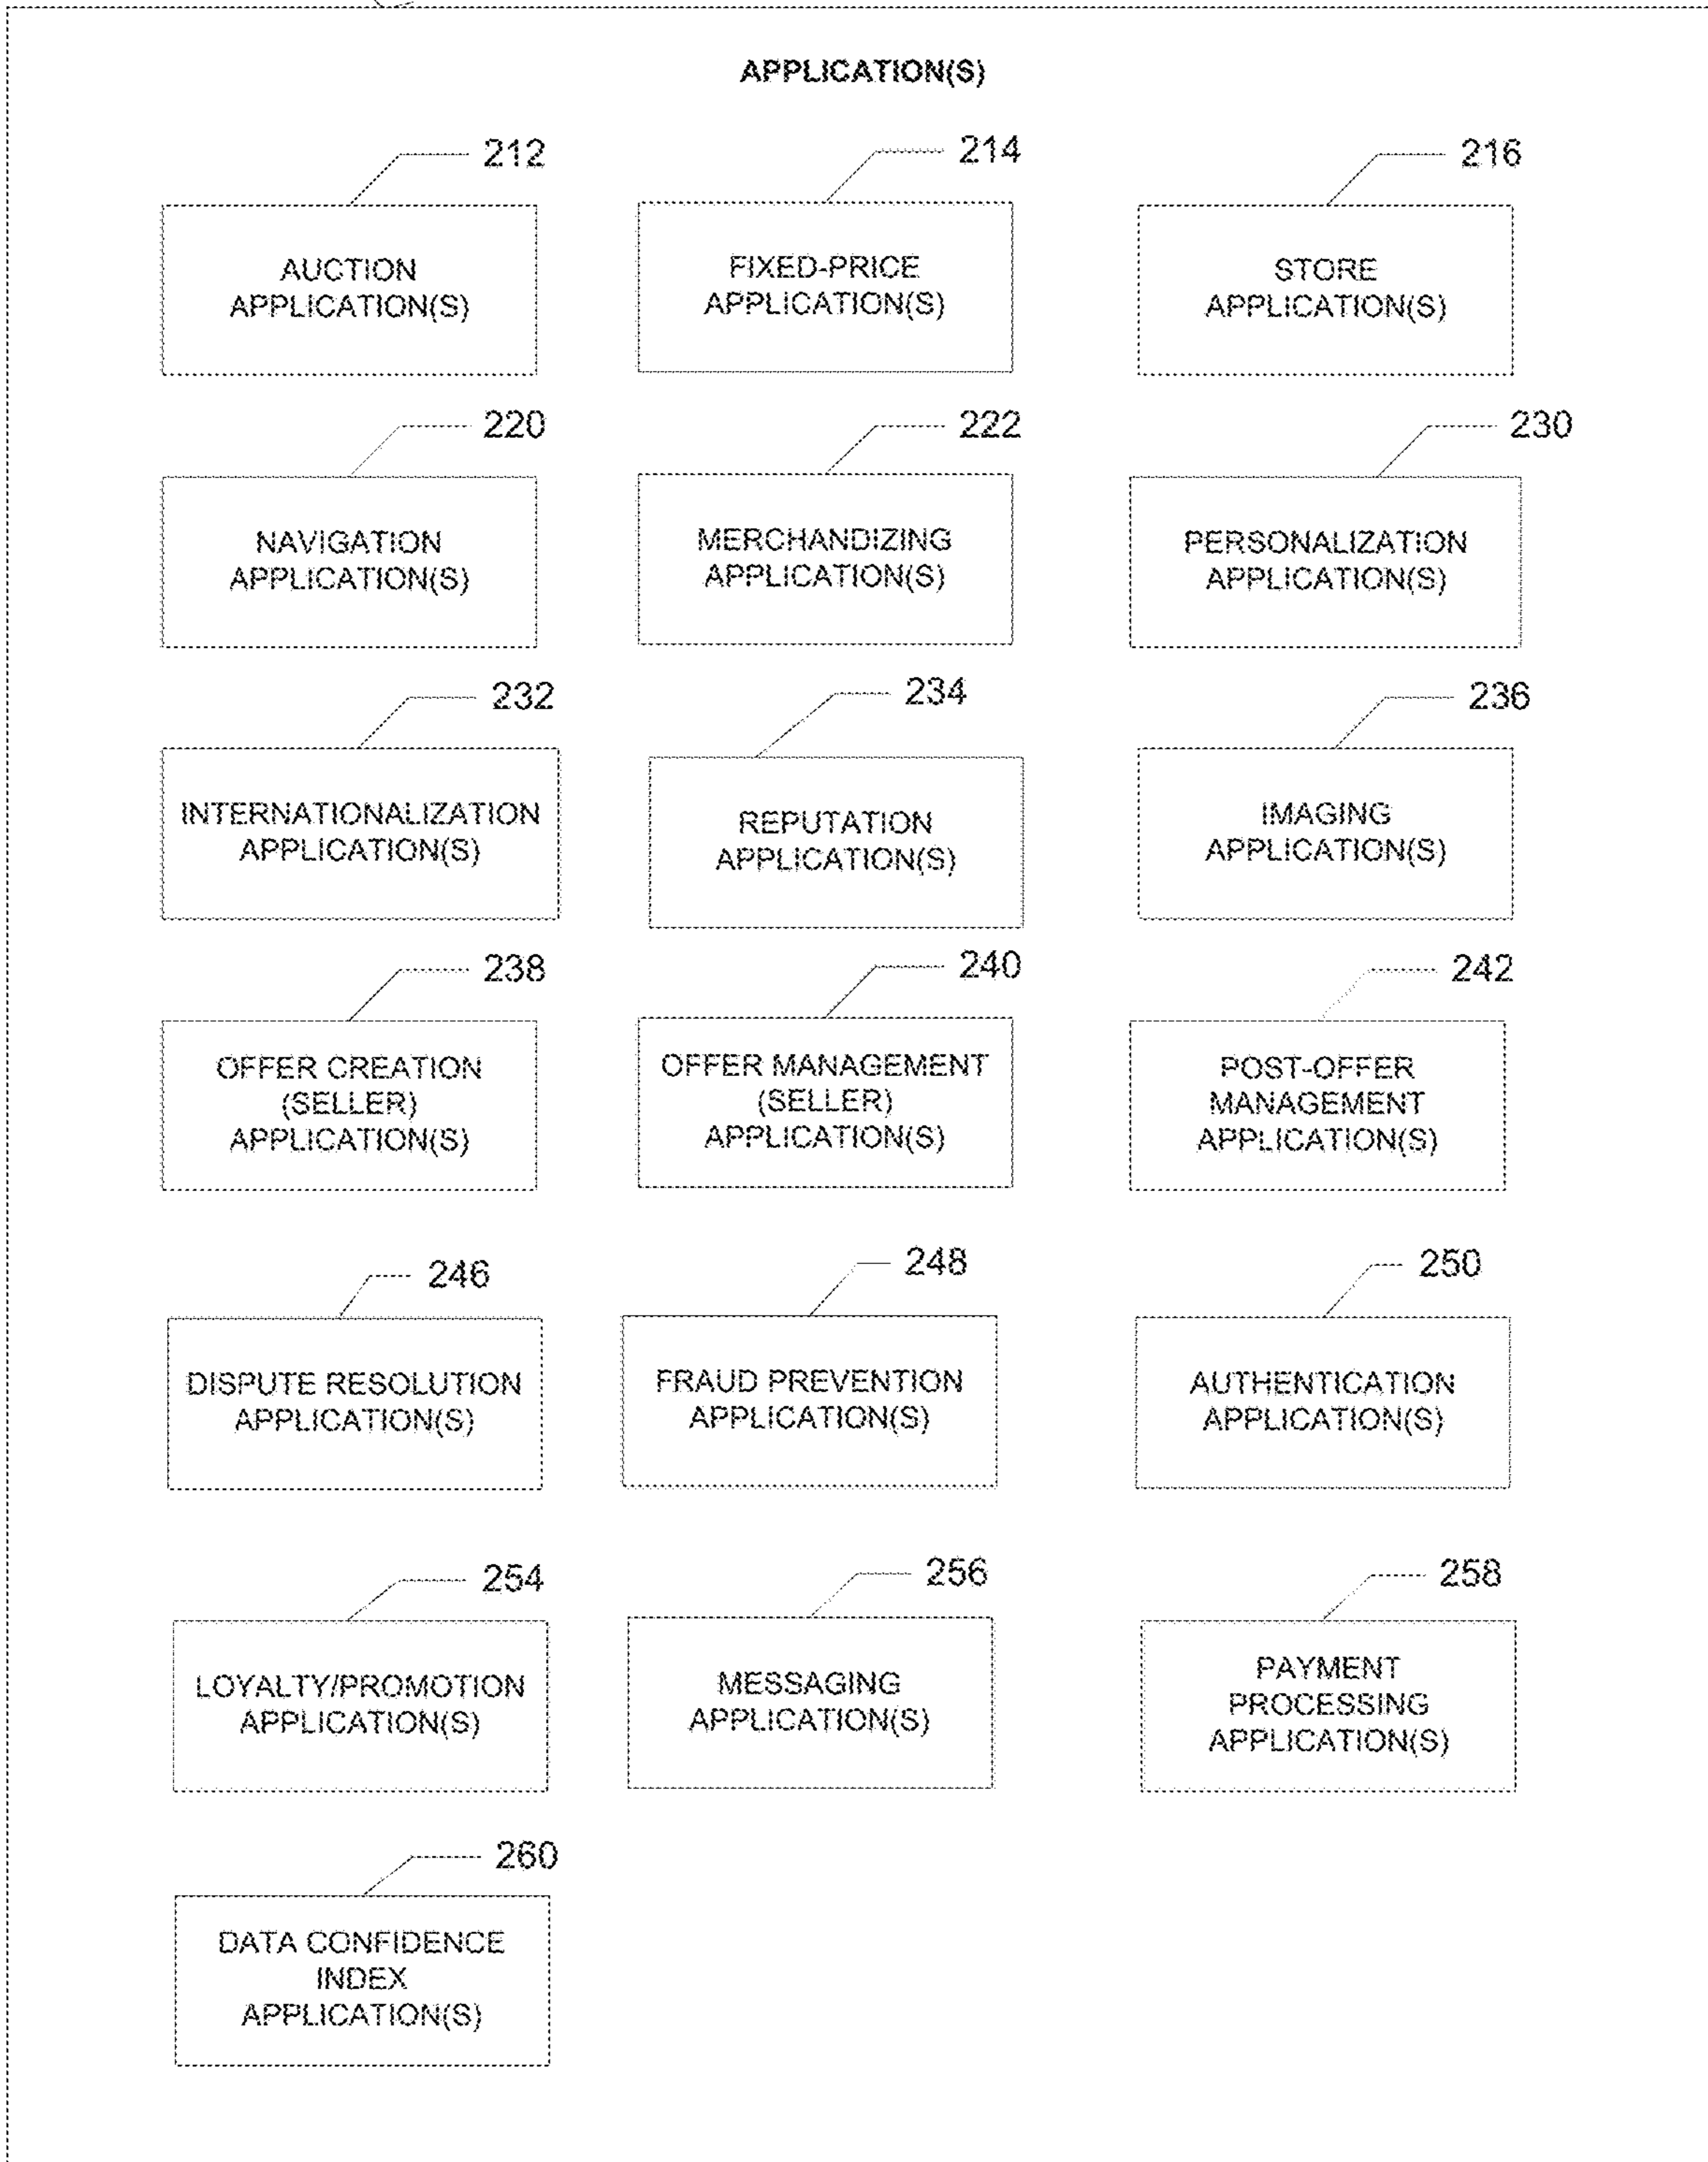 APPLICATION(S)
212
214
216
AUCTION
APPLICATION(S)
FIXED-PRICE
APPLICATION(S)
STORE
APPLICATION(S)
220
222
230
NAVIGATION
APPLICATION(S)
MERCHANDIZING
APPLICATION(S)
PERSONALIZATION
APPLICATION(S)
232
234
236
INTERNATIONALIZATION
APPLICATION(S)
REPUTATION
APPLICATION(S)
IMAGING
APPLICATION(S)
238
240
242
OFFER CREATION
(SELLER)
APPLICATION(S)
OFFER MANAGEMENT
(SELLER)
APPLICATION(S)
POST-OFFER
MANAGEMENT
APPLICATION(S)
246
248
250
DISPUTE RESOLUTION
APPLICATION(S)
FRAUD PREVENTION
APPLICATION(S)
AUTHENTICATION
APPLICATION(S)
254
256
258
LOYALTY/PROMOTION
APPLICATION(S)
MESSAGING
APPLICATION(S)
PAYMENT
PROCESSING
APPLICATION(S)
260
DATA CONFIDENCE
INDEX
APPLICATION(S)